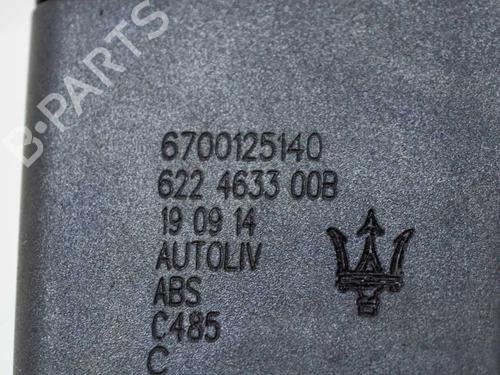 B-PARTS
6700125140
622 4633 00B
19 09 14
AUTOLIV
ABS
C485
C